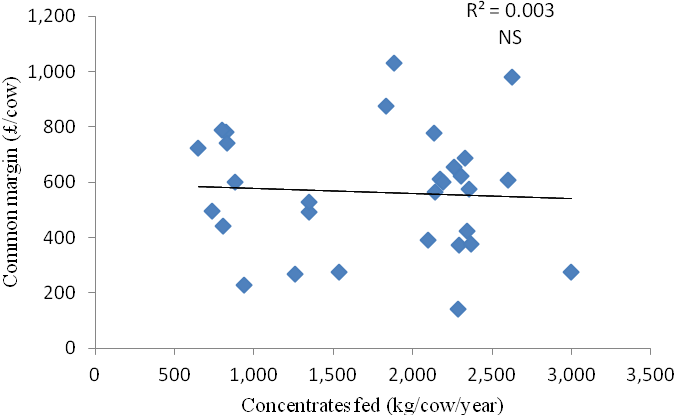 R² = 0.003
NS
Common margin (£/cow)
1,200
1,000
800
600
400
200
0
0 500 1,000 1,500 2,000 2,500 3,000 3,500
Concentrates fed (kg/cow/year)